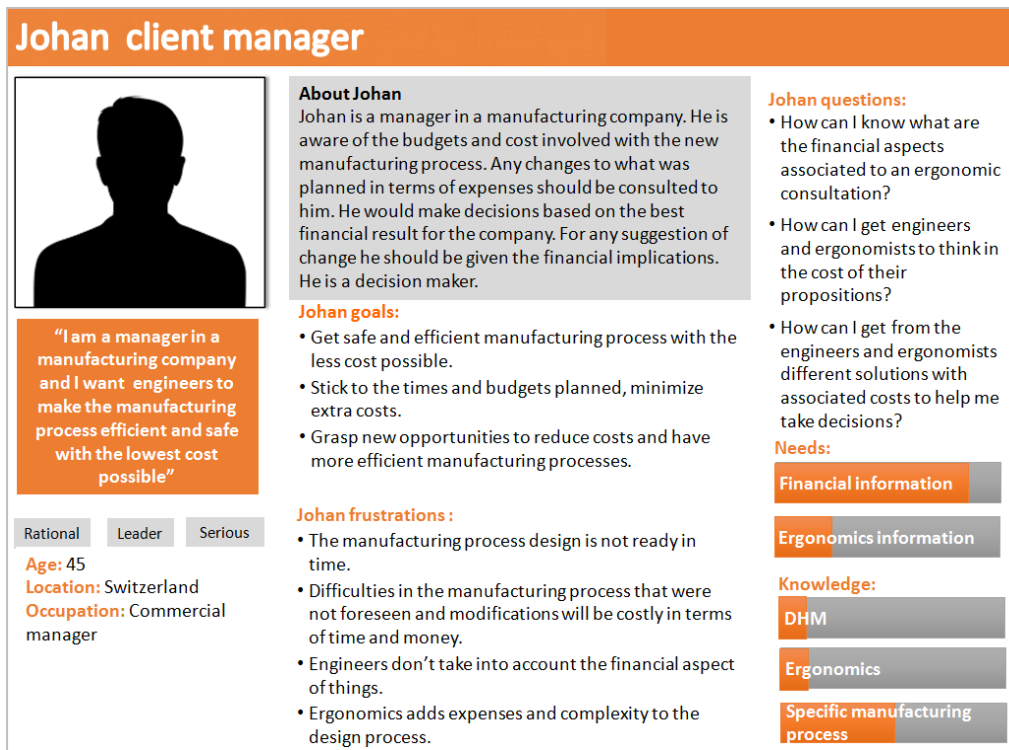 Johan client manager
"I am a manager in a
manufacturing company
and I want engineers to
make the manufacturing
process efficient and safe
with the lowest cost
possible"
Rational
Leader
Serious
Age: 45
Location: Switzerland
Occupation: Commercial
manager
About Johan
Johan is a manager in a manufacturing company. He is
aware of the budgets and cost involved with the new
manufacturing process. Any changes to what was
planned in terms of expenses should be consulted to
him. He would make decisions based on the best
financial result for the company. For any suggestion of
change he should be given the financial implications.
He is a decision maker.
Johan goals:
• Get safe and efficient manufacturing process with the
less cost possible.
• Stick to the times and budgets planned, minimize
extra costs.
• Grasp new opportunities to reduce costs and have
more efficient manufacturing processes.
Johan frustrations :
• The manufacturing process design is not ready in
time.
• Difficulties in the manufacturing process that were
not foreseen and modifications will be costly in terms
of time and money.
• Engineers don't take into account the financial aspect
of things.
• Ergonomics adds expenses and complexity to the
design process.
Johan questions:
• How can I know what are
the financial aspects
associated to an ergonomic
consultation?
• How can I get engineers
and ergonomists to think in
the cost of their
propositions?
• How can I get from the
engineers and ergonomists
different solutions with
associated costs to help me
take decisions?
Needs:
Financial information
Ergonomics information
Knowledge:
DHM
Ergonomics
Specific manufacturing
process